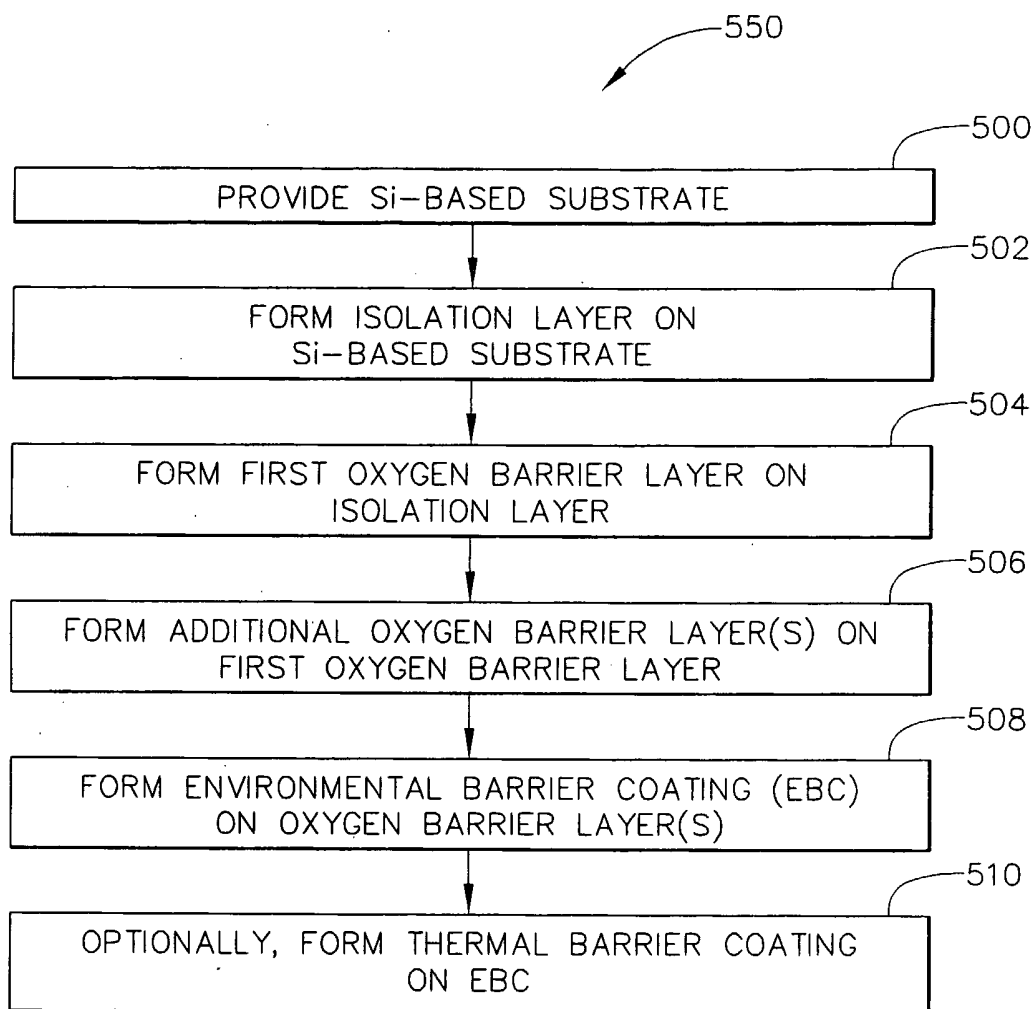 550
500
PROVIDE Si-BASED SUBSTRATE
502
FORM ISOLATION LAYER ON
Si-BASED SUBSTRATE
504
FORM FIRST OXYGEN BARRIER LAYER ON
ISOLATION LAYER
506
FORM ADDITIONAL OXYGEN BARRIER LAYER(S) ON
FIRST OXYGEN BARRIER LAYER
508
FORM ENVIRONMENTAL BARRIER COATING (EBC)
ON OXYGEN BARRIER LAYER(S)
510
OPTIONALLY, FORM THERMAL BARRIER COATING
ON EBC